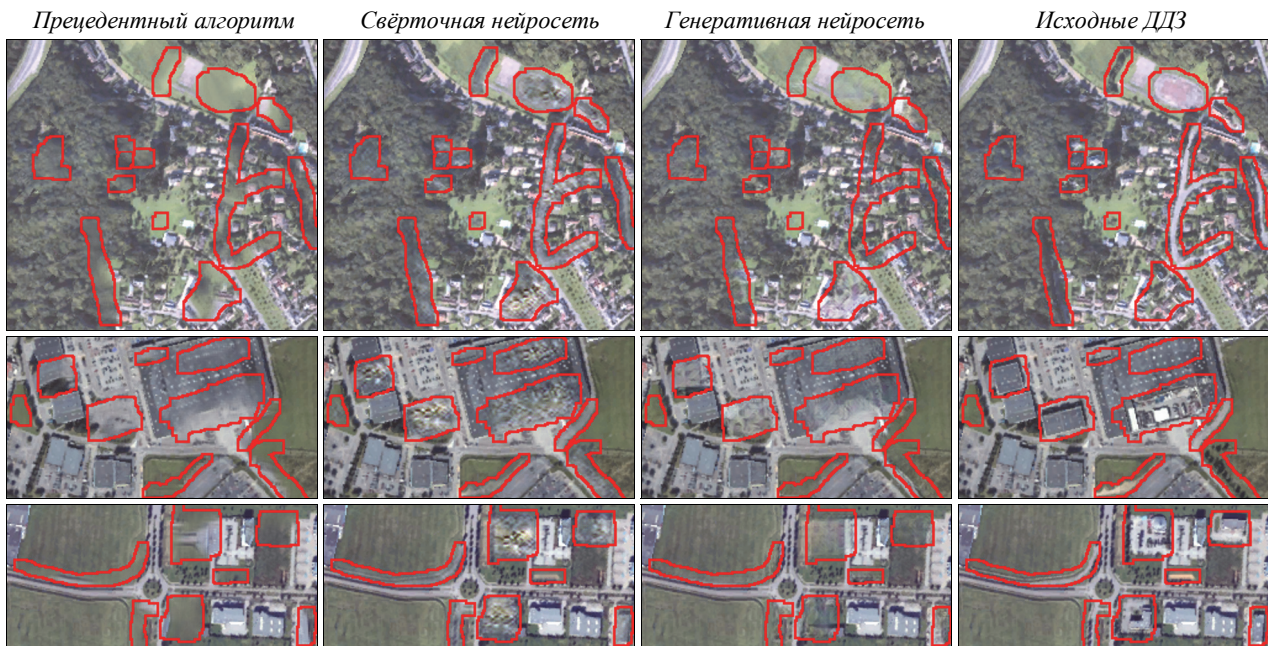 Прецедентный алгоритм
Свёрточная нейросеть
Генеративная нейросеть
Исходные ДДЗ